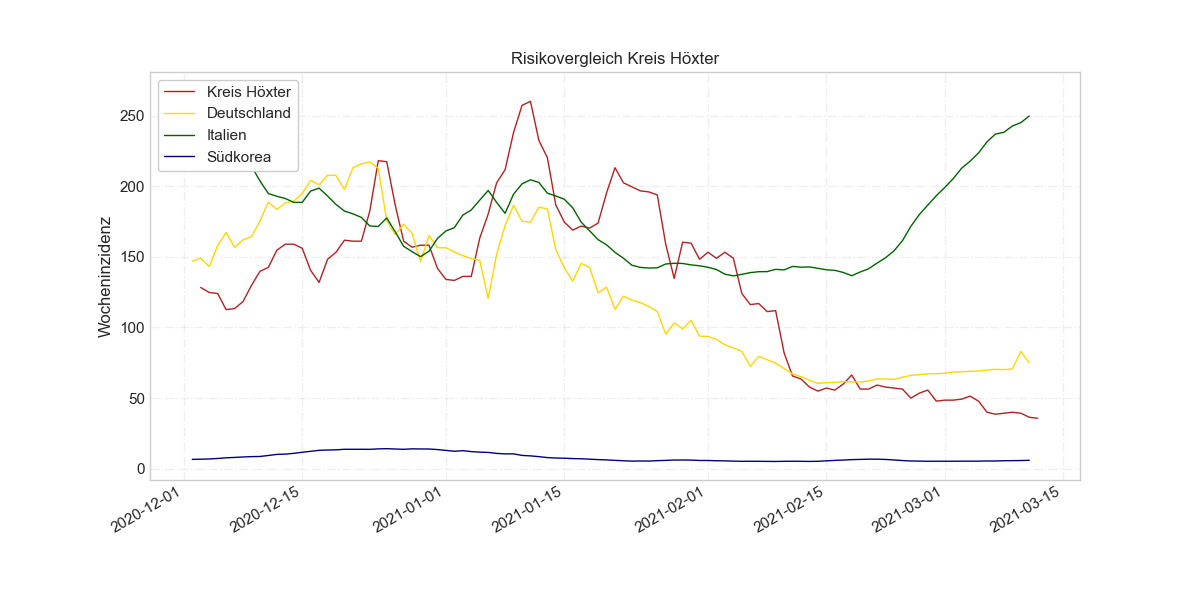 Risikovergleich Kreis Höxter
Kreis Höxter
Deutschland
Italien
Südkorea
Wocheninzidenz
250
200
150
100
50
0
2020-12-01
2020-12-15
2021-01-01
2021-01-15
2021-02-01
2021-02-15
2021-03-01
2021-03-15